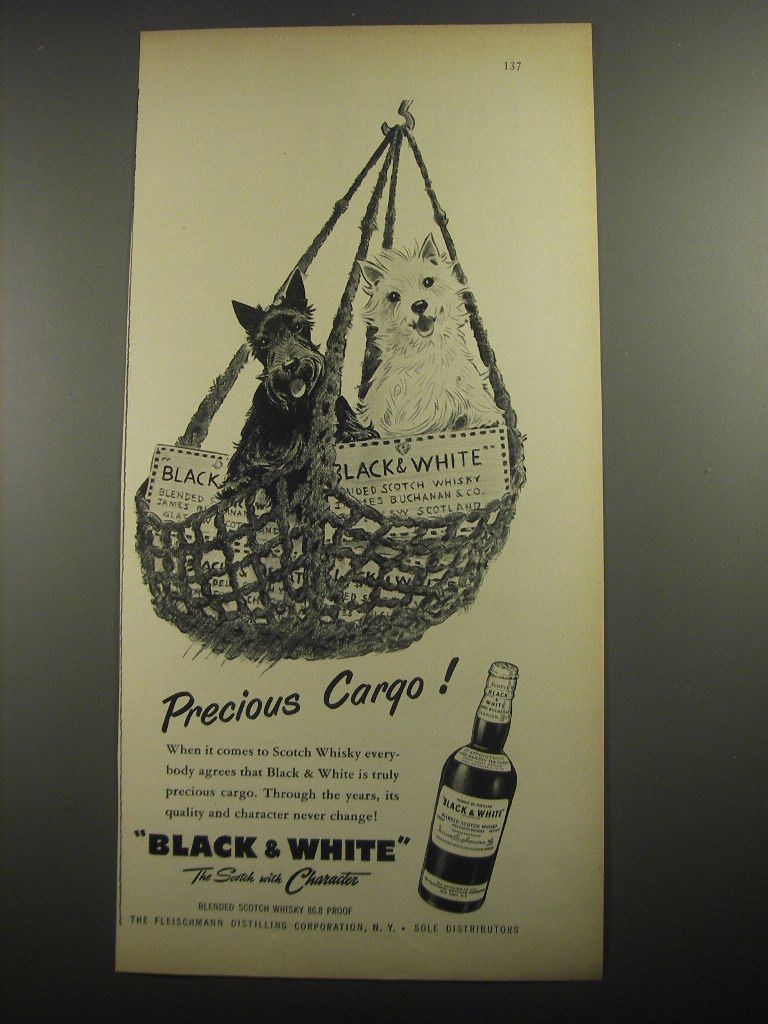 137
"BLACK
BLENDED
JAMES
BLACK & WHITE"
BLENDED SCOTCH WHISKY
JAMES BUCHANAN & CO.
SCOTLAND
Precious Cargo!
When it comes to Scotch Whisky every-
body agrees that Black & White is truly
precious cargo. Through the years, its
quality and character never change!
"BLACK & WHITE"
The Scotch with Character
BLENDED SCOTCH WHISKY 86.8 PROOF
THE FLEISCHMANN DISTILLING CORPORATION, N. Y. • SOLE DISTRIBUTORS
SCOTCH
BLACK
&
WHITE
"BLACK & WHITE"
BLENDED SCOTCH WHISKY